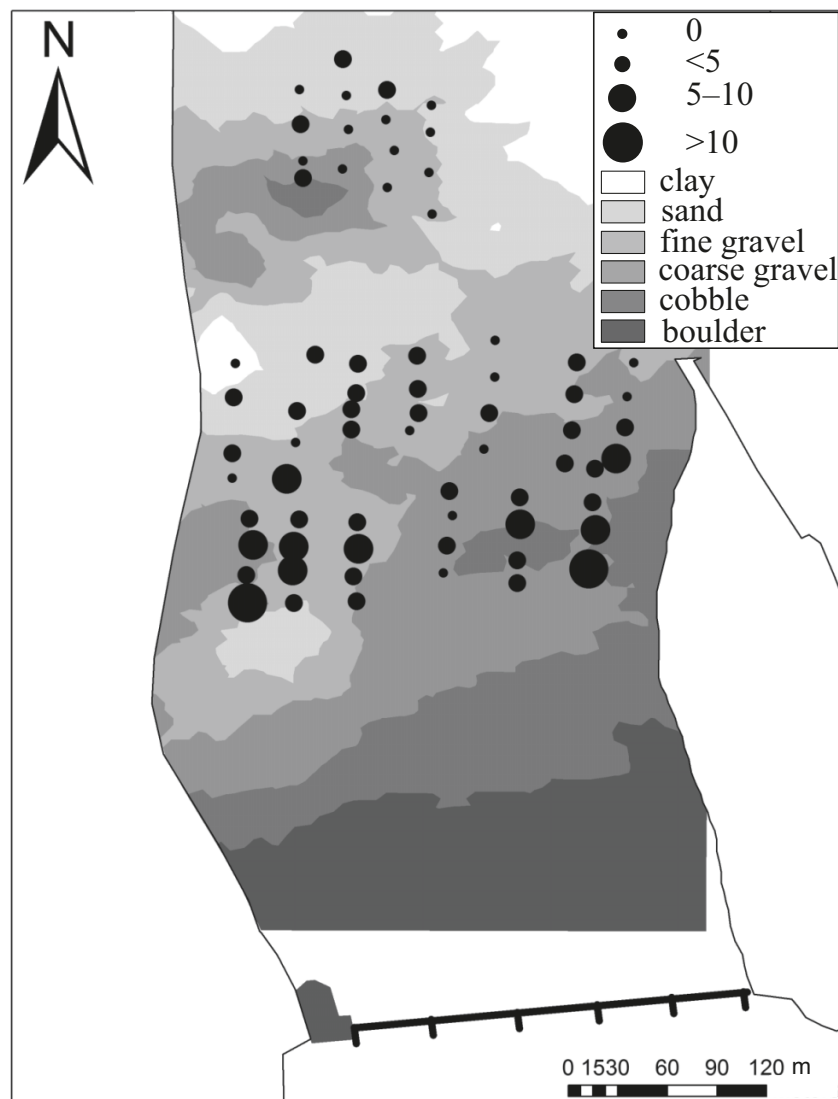 N
0
<5
5–10
>10
clay
sand
fine gravel
coarse gravel
cobble
boulder
0 1530 60 90 120 m